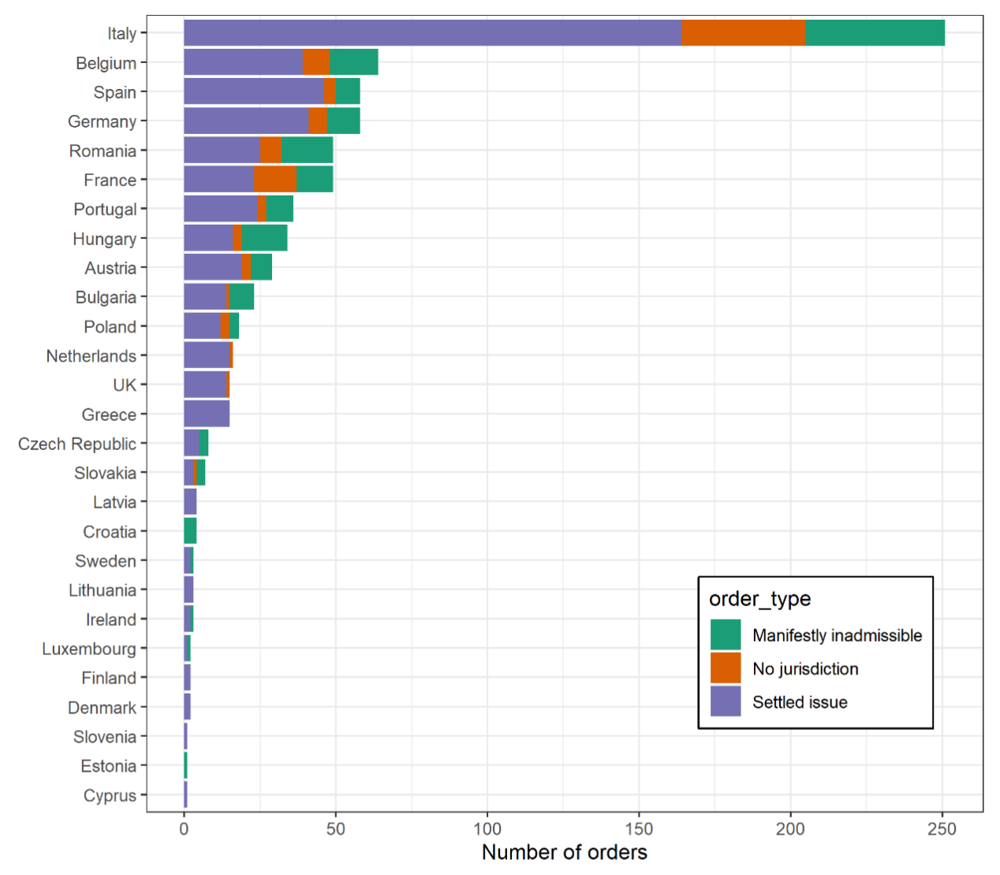 Italy
Belgium
Spain
Germany
Romania
France
Portugal
Hungary
Austria
Bulgaria
Poland
Netherlands
UK
Greece
Czech Republic
Slovakia
Latvia
Croatia
Sweden
Lithuania
Ireland
Luxembourg
Finland
Denmark
Slovenia
Estonia
Cyprus
order_type
Manifestly inadmissible
No jurisdiction
Settled issue
0 50 100 150 200 250
Number of orders